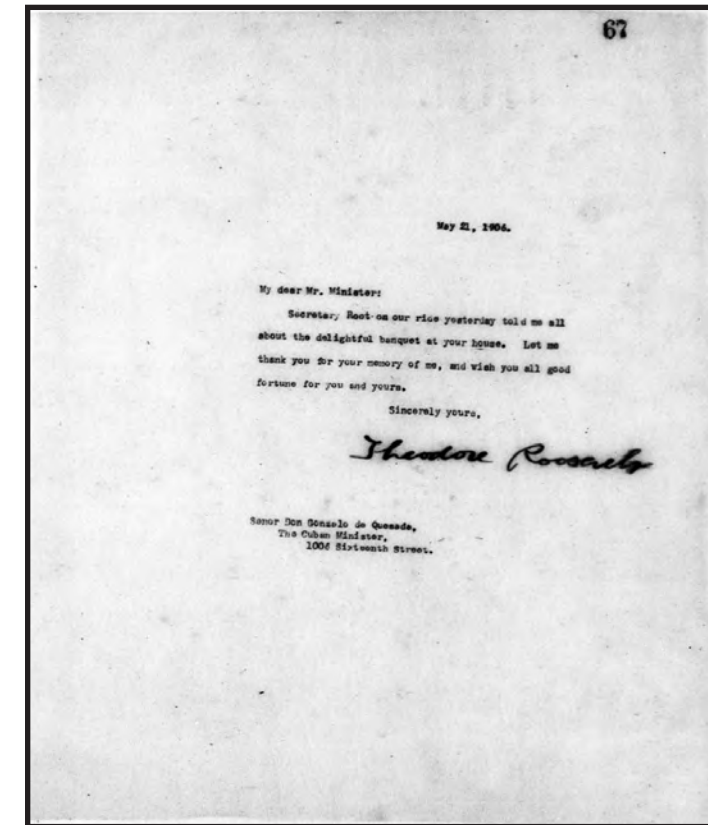 67
May 21, 1906.
My dear Mr. Minister:
Secretary Root on our ride yesterday told me all
about the delightful banquet at your house. Let me
thank you for your memory of me, and wish you all good
fortune for you and yours.
Sincerely yours,
Theodore Roosevelt
Senor Don Gonzalo de Quesada,
The Cuban Minister,
1006 Sixteenth Street.